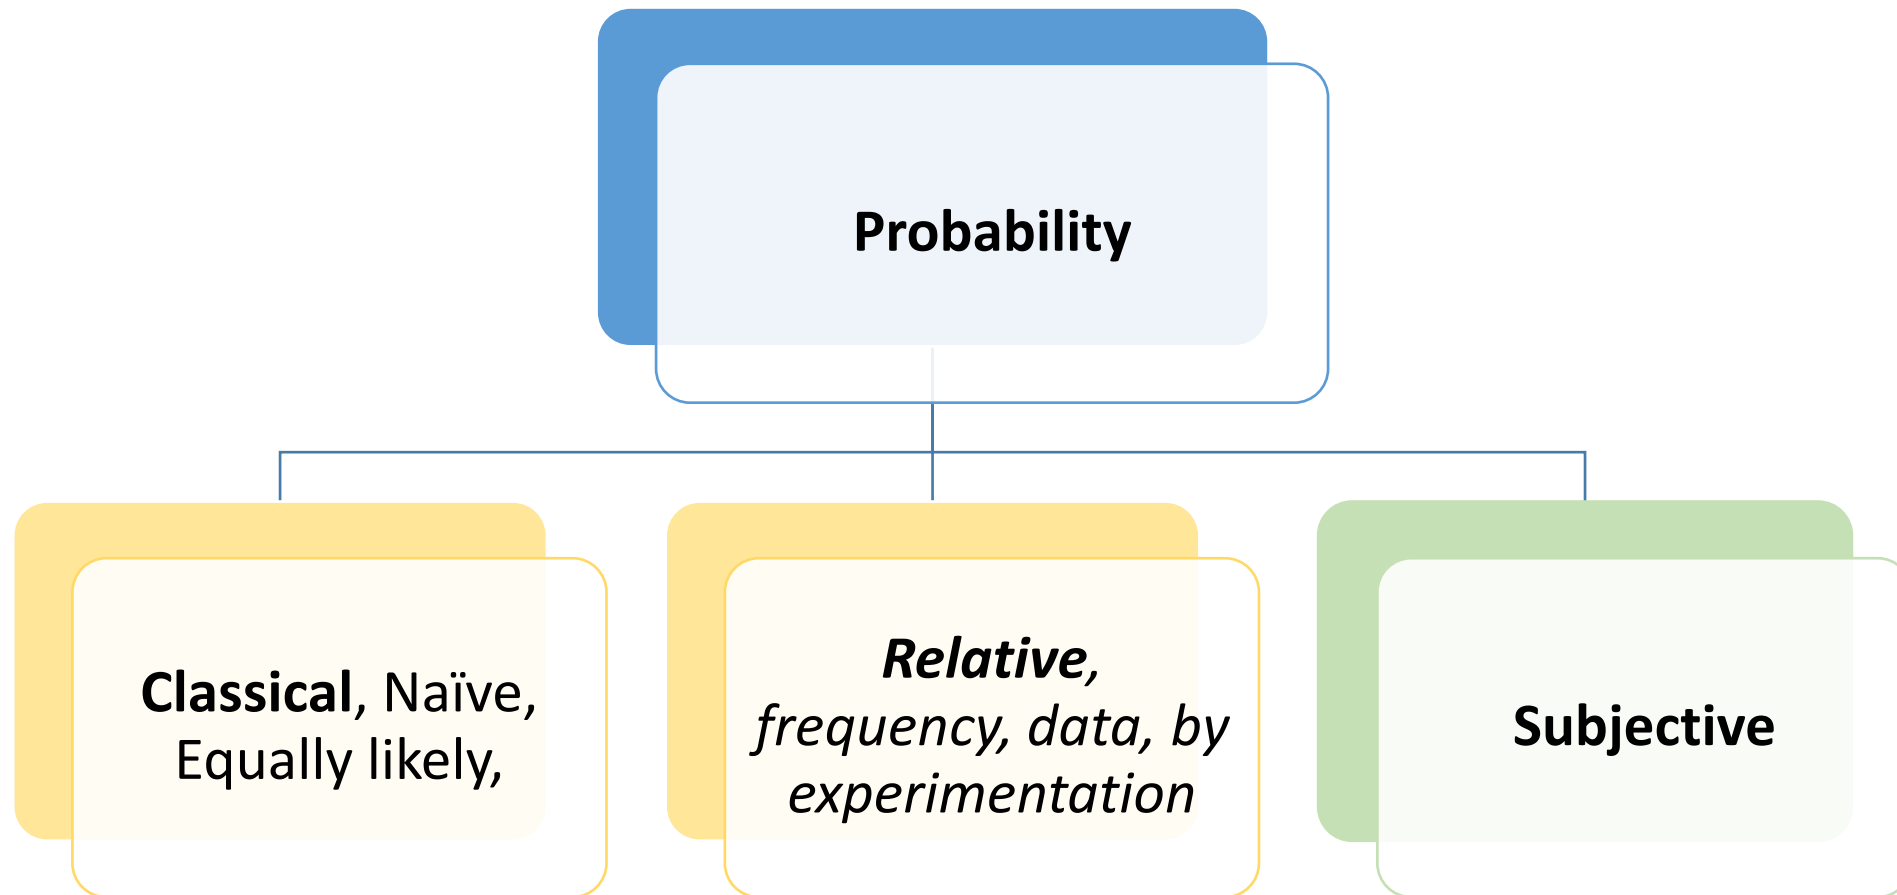 Probability
Classical, Naïve,
Equally likely,
Relative,
frequency, data, by
experimentation
Subjective